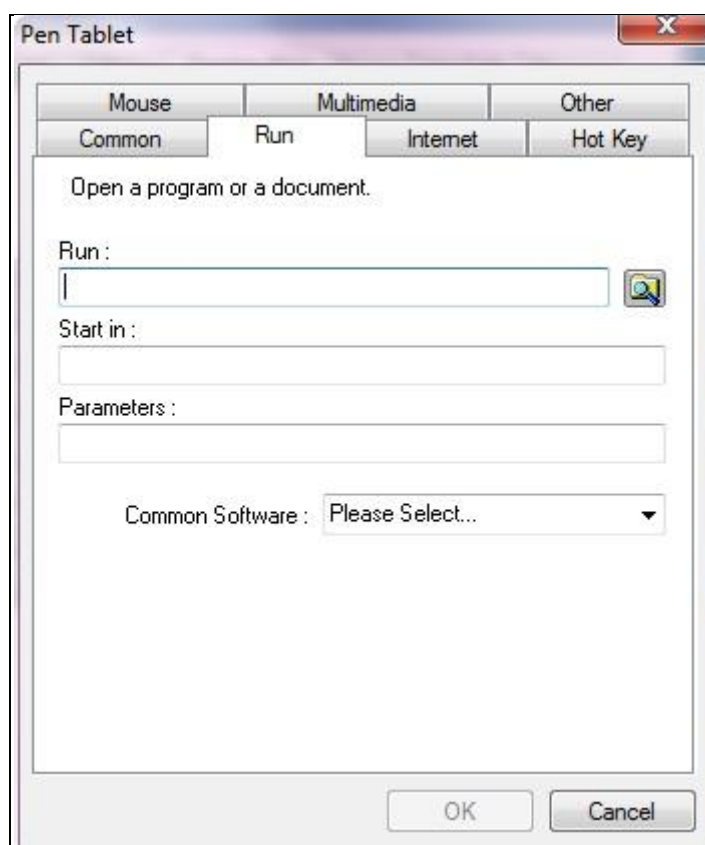 Pen Tablet
Mouse Multimedia Other
Common Run Internet Hot Key
Open a program or a document.
Run :
Start in :
Parameters :
Common Software : Please Select...
OK Cancel